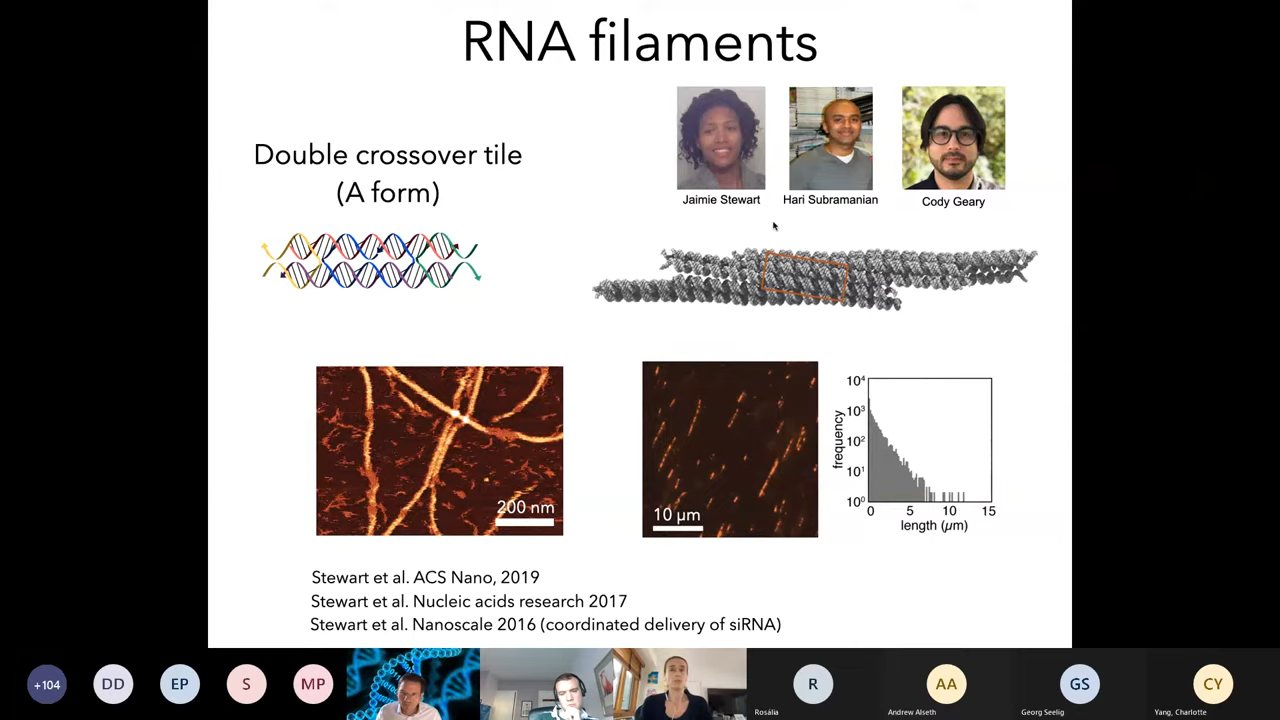 RNA filaments
Double crossover tile
(A form)
Jaimie Stewart
Hari Subramanian
Cody Geary
200 nm
10 µm
10⁴
10³
10²
10¹
10⁰
frequency
0
5
10
15
length (µm)
Stewart et al. ACS Nano, 2019
Stewart et al. Nucleic acids research 2017
Stewart et al. Nanoscale 2016 (coordinated delivery of siRNA)
+104
DD
EP
S
MP
R
AA
GS
CY
Rosália
Andrew Alseth
Georg Seelig
Yang, Charlotte